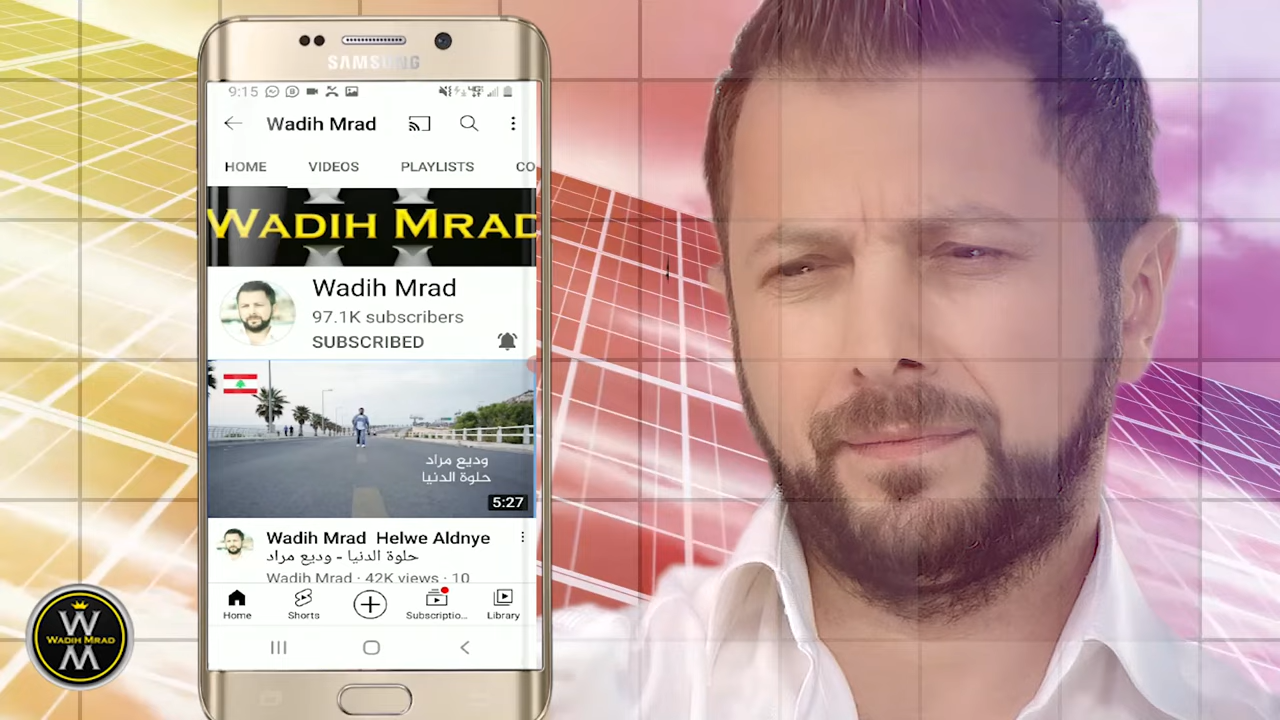 SAMSUNG
9:15
Wadih Mrad
HOME VIDEOS PLAYLISTS CO
WADIH MRAD
Wadih Mrad
97.1K subscribers
SUBSCRIBED
وديع مراد
حلوة الدنيا
5:27
Wadih Mrad Helwe Aldnye
حلوة الدنيا - وديع مراد
Wadih Mrad · 42K views · 10
Home Shorts Subscriptio... Library
W
WADIH MRAD
M